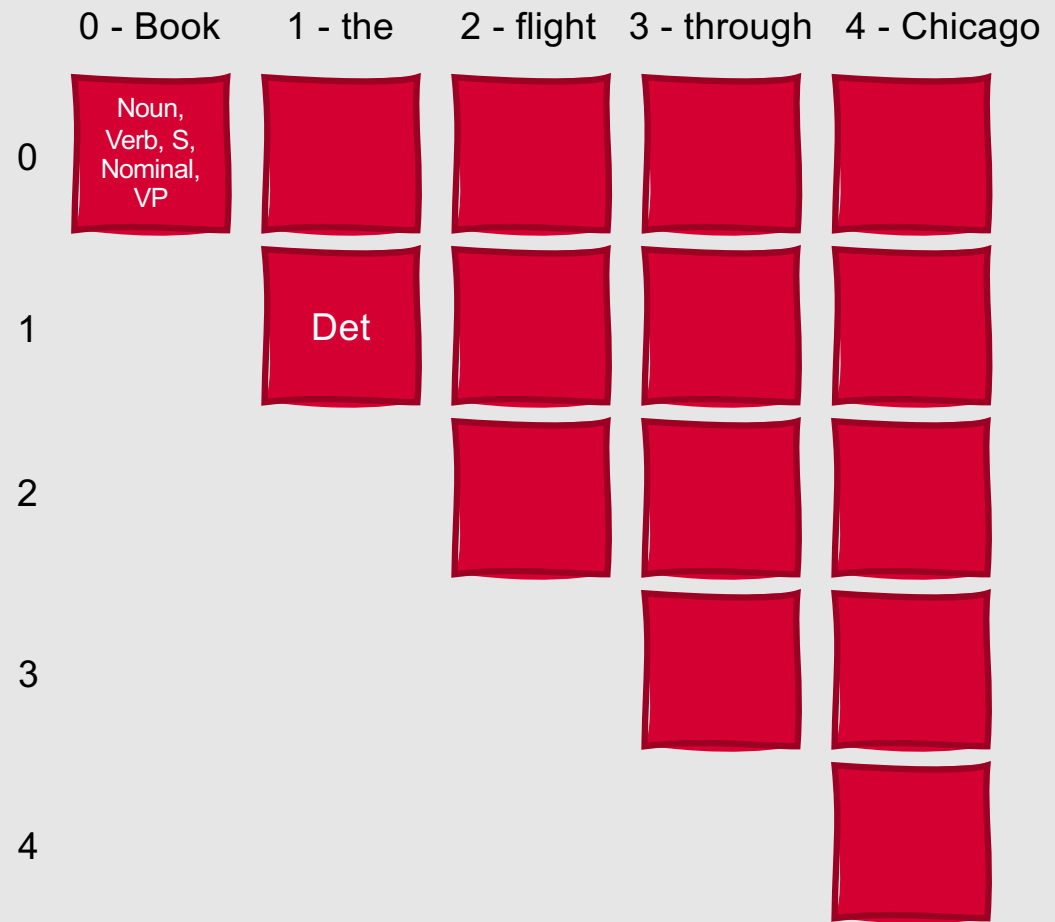 0 - Book 1 - the 2 - flight 3 - through 4 - Chicago
0
Noun,
Verb, S,
Nominal,
VP
1
Det
2
3
4